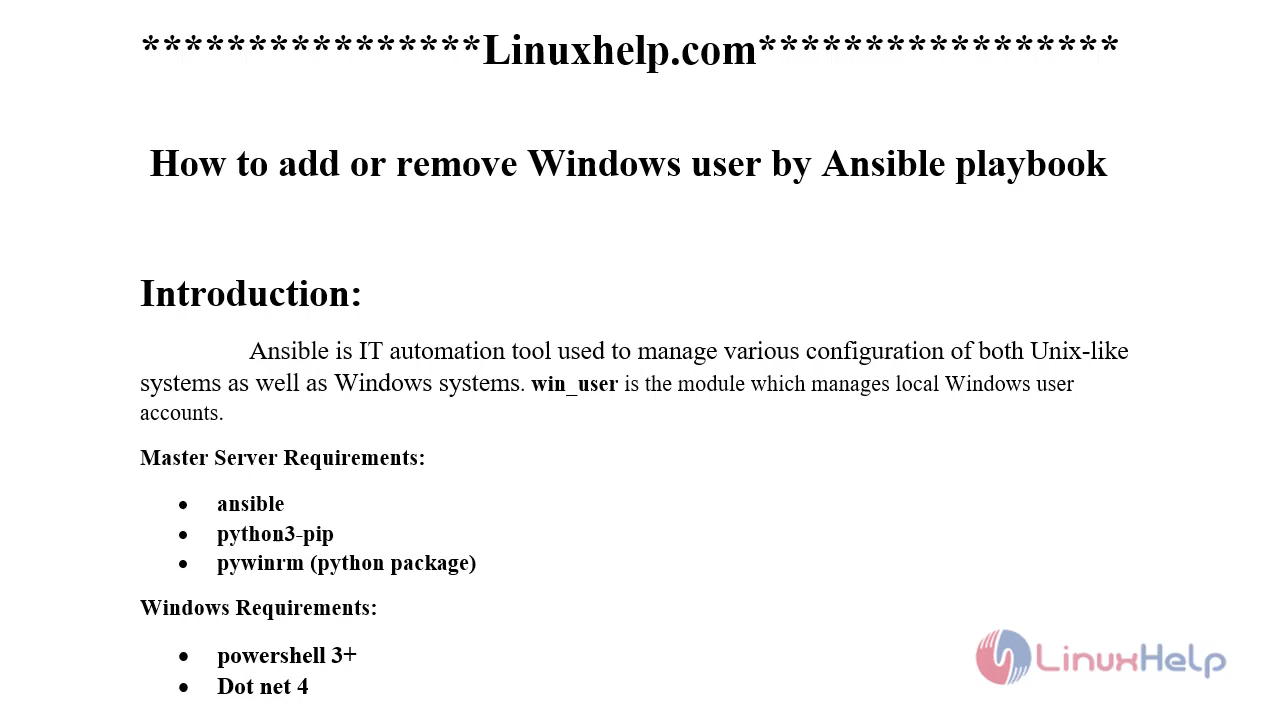 ****************Linuxhelp.com*****************
How to add or remove Windows user by Ansible playbook
Introduction:
Ansible is IT automation tool used to manage various configuration of both Unix-like
systems as well as Windows systems. win_user is the module which manages local Windows user
accounts.
Master Server Requirements:
• ansible
• python3-pip
• pywinrm (python package)
Windows Requirements:
• powershell 3+
• Dot net 4
LinuxHelp